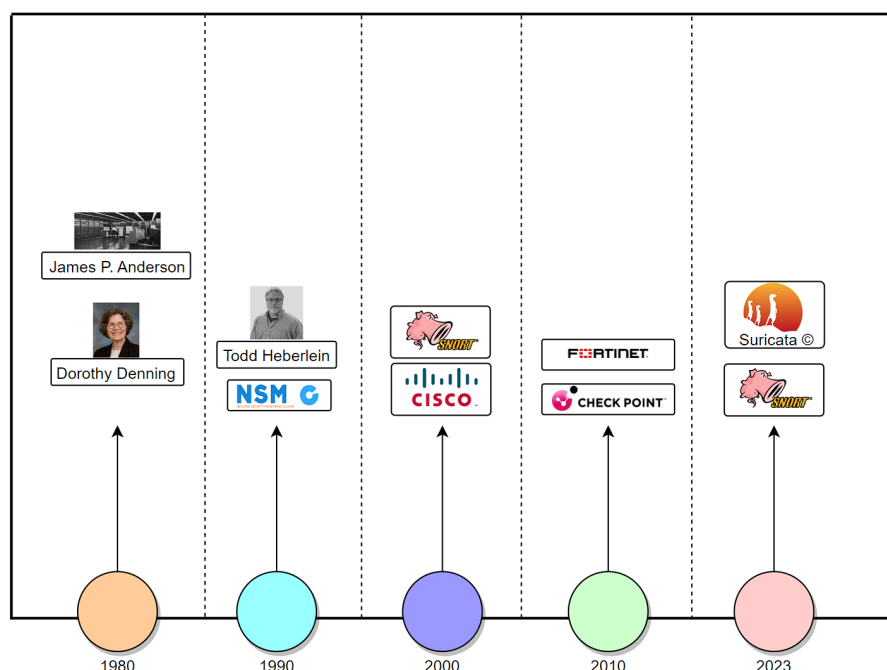 James P. Anderson
Dorothy Denning
Todd Heberlein
NSM
SNORT
CISCO
FORTINET
CHECK POINT
Suricata ©
SNORT
1980
1990
2000
2010
2023